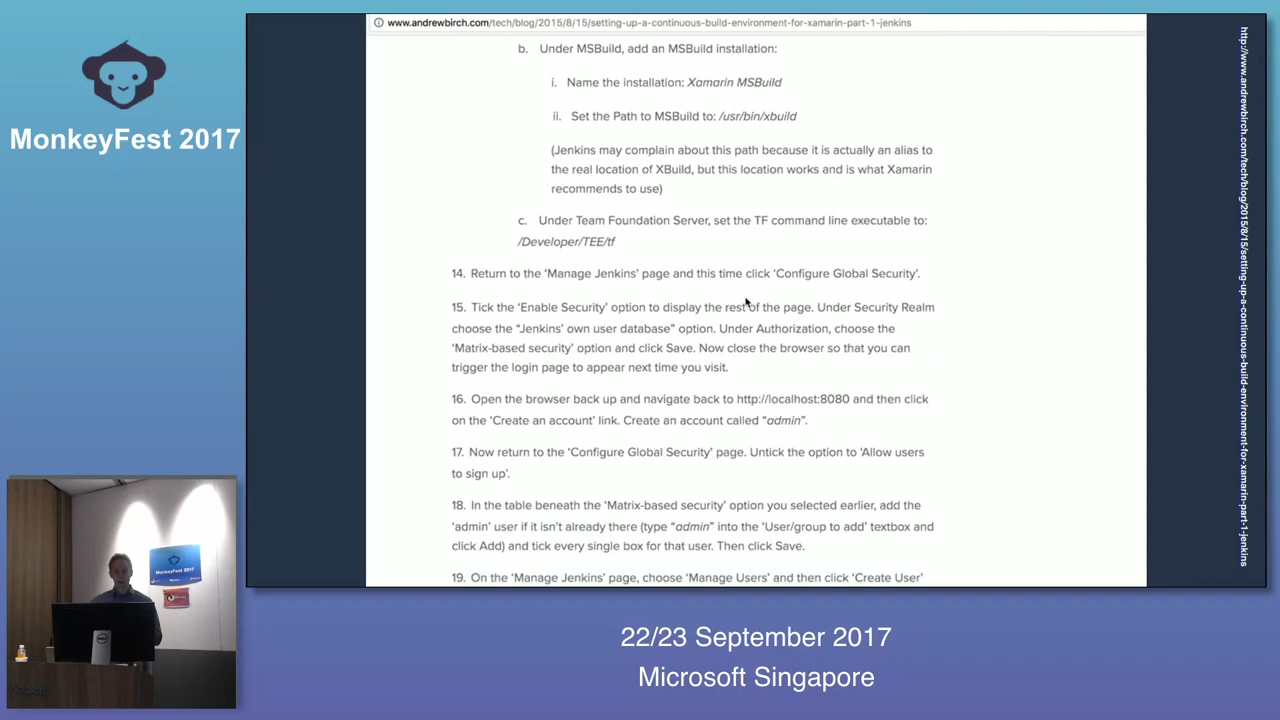 www.andrewbirch.com/tech/blog/2015/8/15/setting-up-a-continuous-build-environment-for-xamarin-part-1-jenkins
b. Under MSBuild, add an MSBuild installation:
i. Name the installation: Xamarin MSBuild
ii. Set the Path to MSBuild to: /usr/bin/xbuild
(Jenkins may complain about this path because it is actually an alias to
the real location of XBuild, but this location works and is what Xamarin
recommends to use)
c. Under Team Foundation Server, set the TF command line executable to:
/Developer/TEE/tf
14. Return to the ‘Manage Jenkins’ page and this time click ‘Configure Global Security’.
15. Tick the ‘Enable Security’ option to display the rest of the page. Under Security Realm
choose the “Jenkins’ own user database” option. Under Authorization, choose the
‘Matrix-based security’ option and click Save. Now close the browser so that you can
trigger the login page to appear next time you visit.
16. Open the browser back up and navigate back to http://localhost:8080 and then click
on the ‘Create an account’ link. Create an account called “admin”.
17. Now return to the ‘Configure Global Security’ page. Untick the option to ‘Allow users
to sign up’.
18. In the table beneath the ‘Matrix-based security’ option you selected earlier, add the
‘admin’ user if it isn’t already there (type “admin” into the ‘User/group to add’ textbox and
click Add) and tick every single box for that user. Then click Save.
19. On the ‘Manage Jenkins’ page, choose ‘Manage Users’ and then click ‘Create User’
http://www.andrewbirch.com/tech/blog/2015/8/15/setting-up-a-continuous-build-environment-for-xamarin-part-1-jenkins
MonkeyFest 2017
MonkeyFest 2017
22/23 September 2017
Microsoft Singapore